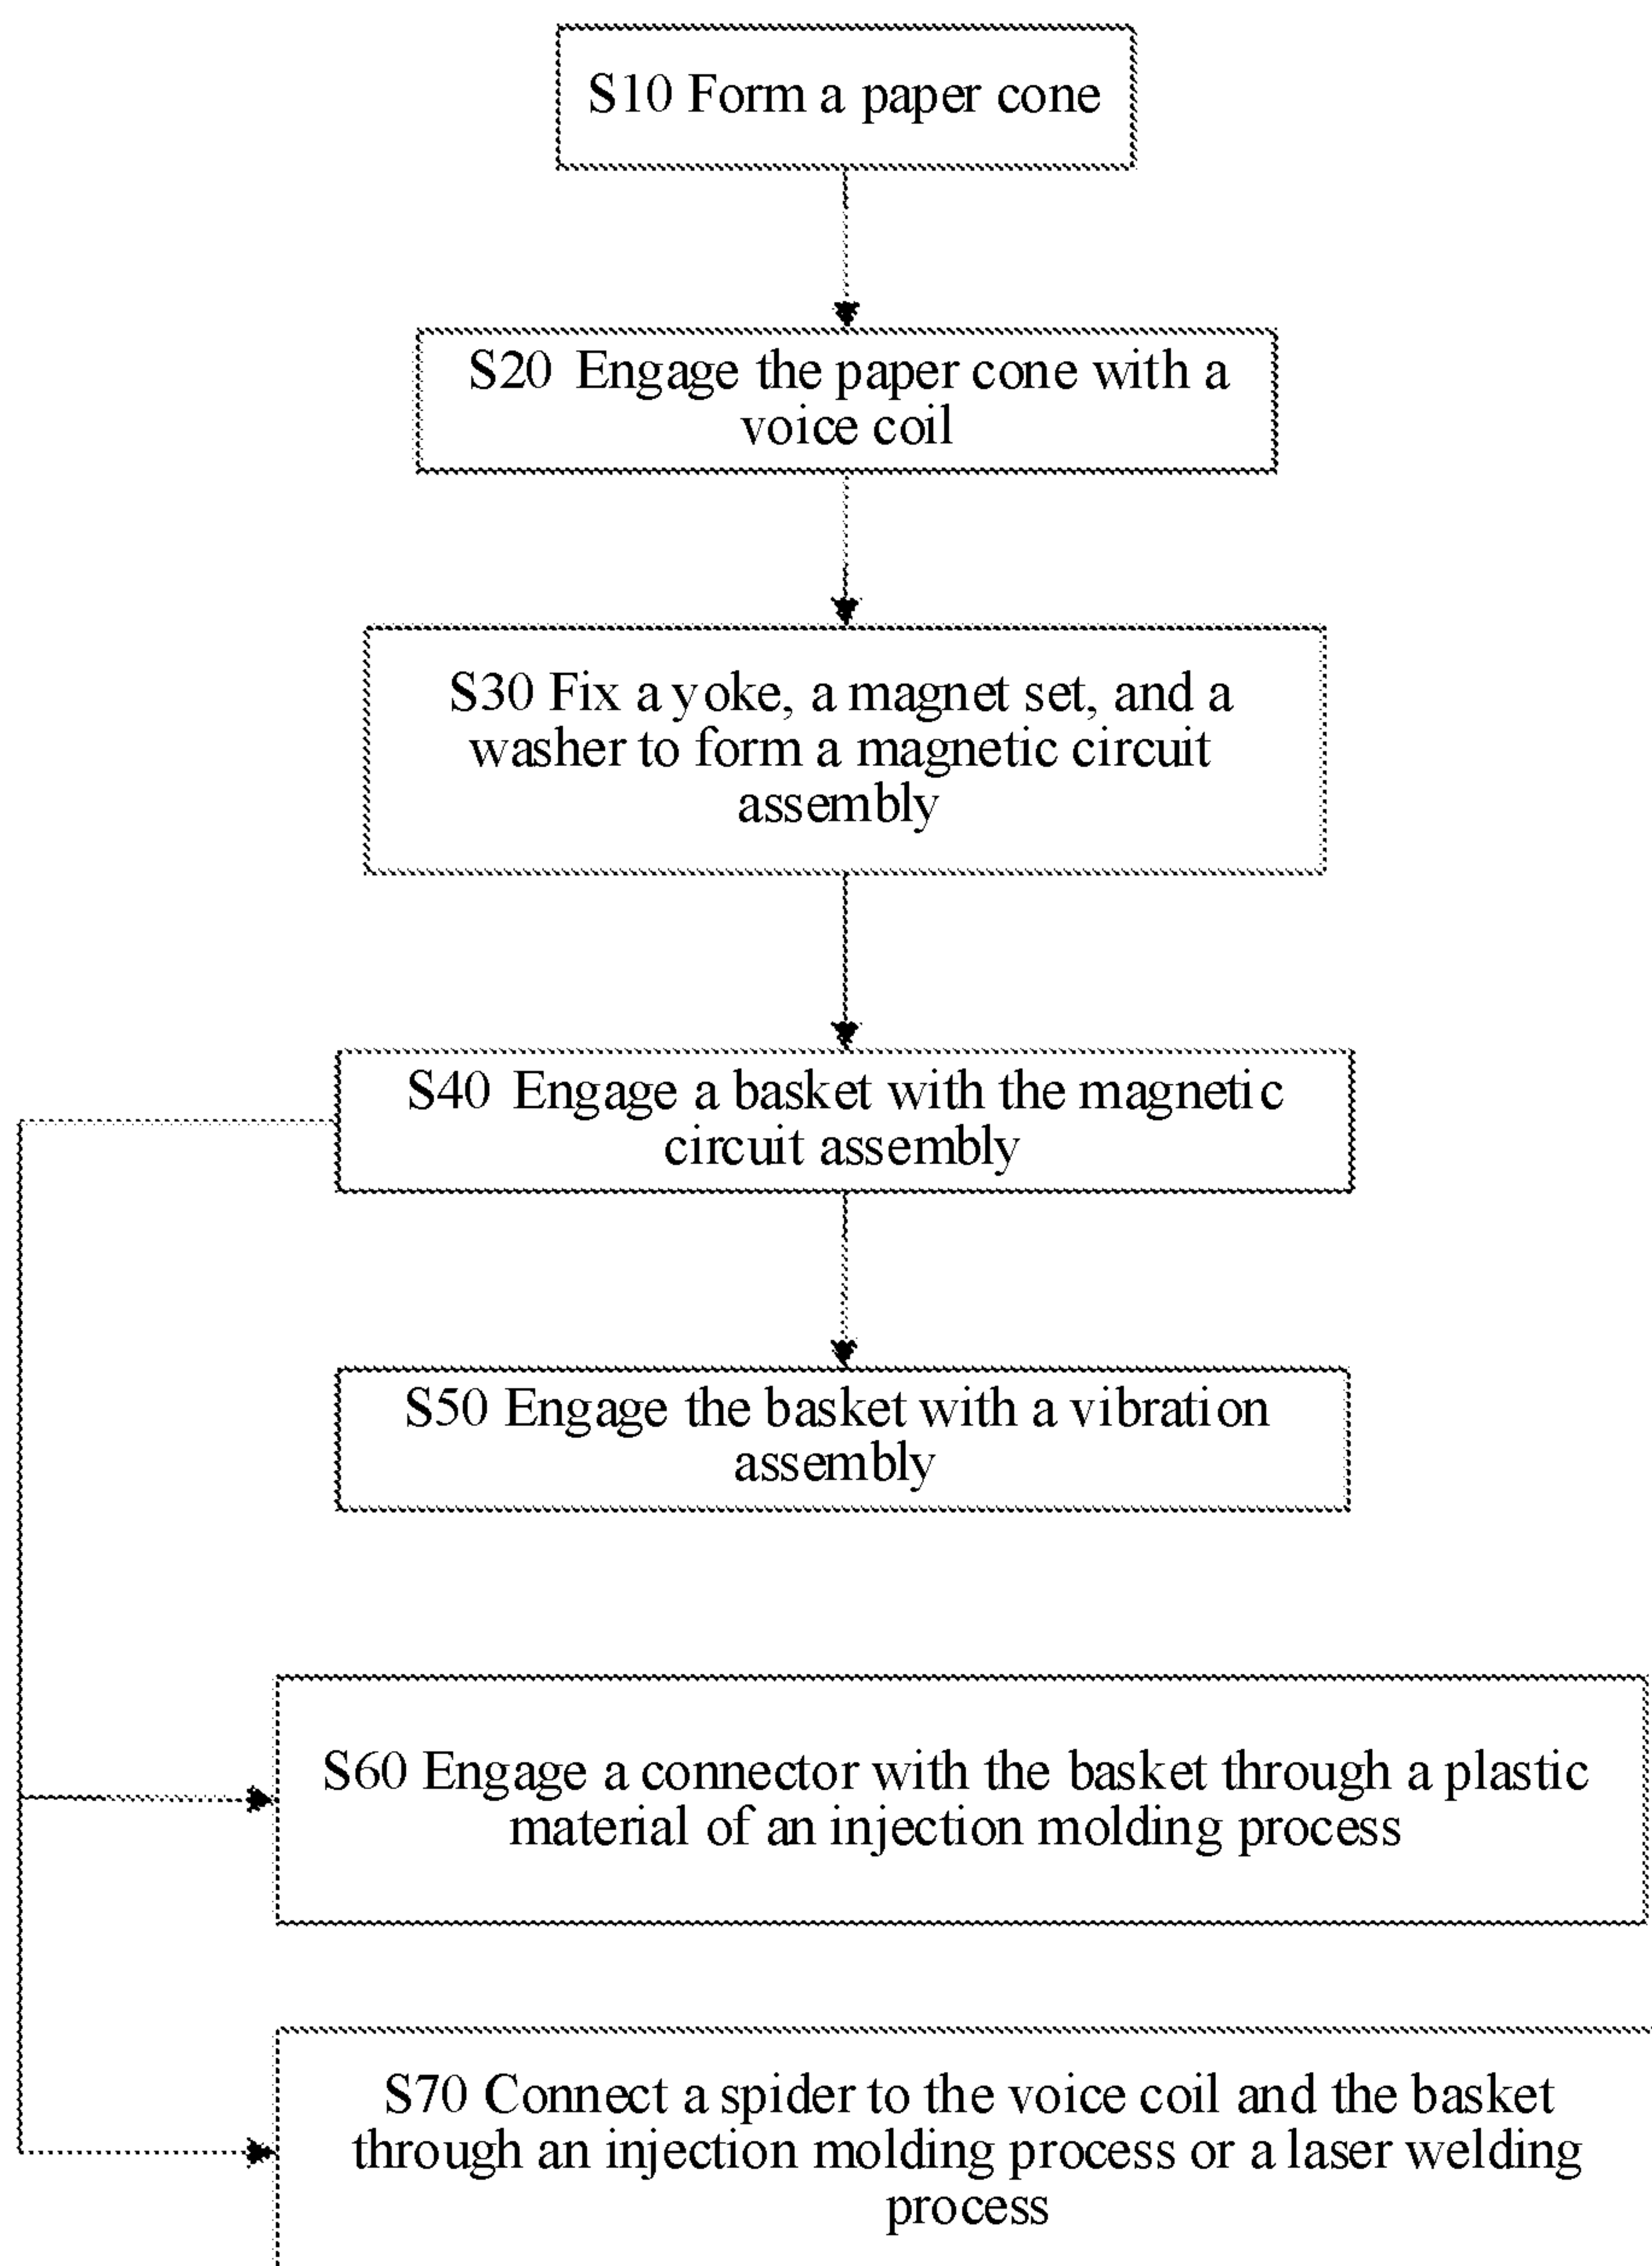 S10 Form a paper cone
S20 Engage the paper cone with a
voice coil
S30 Fix a yoke, a magnet set, and a
washer to form a magnetic circuit
assembly
S40 Engage a basket with the magnetic
circuit assembly
S50 Engage the basket with a vibration
assembly
S60 Engage a connector with the basket through a plastic
material of an injection molding process
S70 Connect a spider to the voice coil and the basket
through an injection molding process or a laser welding
process